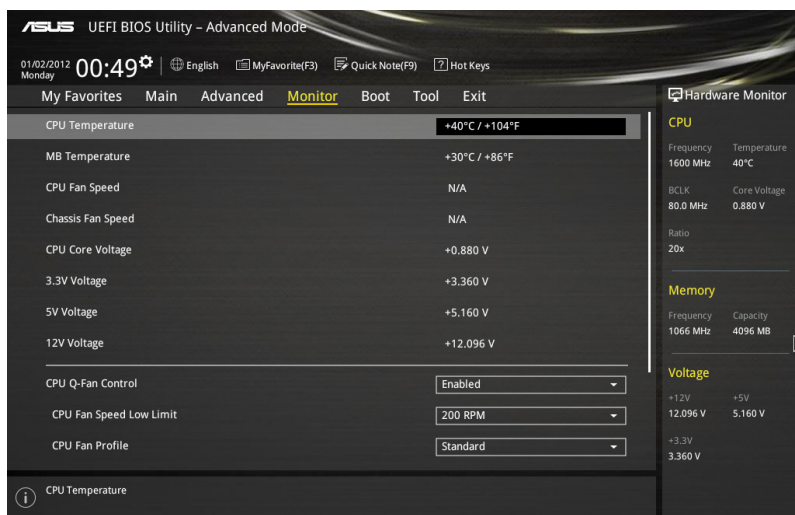 ASUS UEFI BIOS Utility – Advanced Mode
01/02/2012 Monday 00:49 English MyFavorite(F3) Quick Note(F9) ? Hot Keys
My Favorites Main Advanced Monitor Boot Tool Exit
CPU Temperature +40°C / +104°F
MB Temperature +30°C / +86°F
CPU Fan Speed N/A
Chassis Fan Speed N/A
CPU Core Voltage +0.880 V
3.3V Voltage +3.360 V
5V Voltage +5.160 V
12V Voltage +12.096 V
CPU Q-Fan Control Enabled
CPU Fan Speed Low Limit 200 RPM
CPU Fan Profile Standard
i CPU Temperature
Hardware Monitor
CPU
Frequency Temperature
1600 MHz 40°C
BCLK Core Voltage
80.0 MHz 0.880 V
Ratio
20x
Memory
Frequency Capacity
1066 MHz 4096 MB
Voltage
+12V +5V
12.096 V 5.160 V
+3.3V
3.360 V